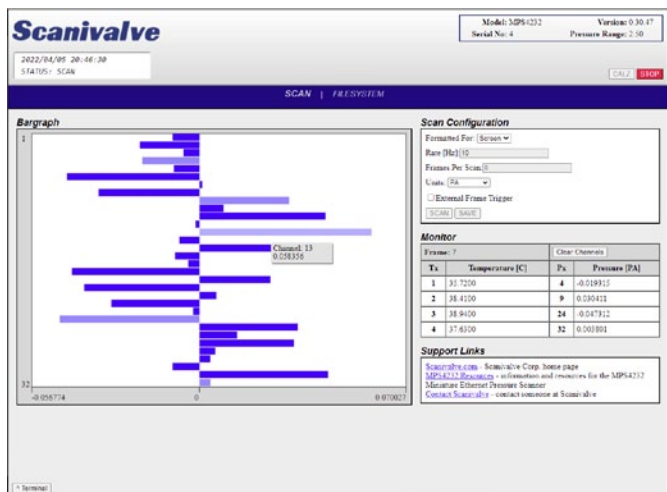 Scanivalve
Model: MPS4232
Version: 0.30.47
Serial No: 4
Pressure Range: 2.50
2022/04/05 20:46:30
STATUS: SCAN
CALZ STOP
SCAN | FILESYSTEM
Bargraph
1
Channel: 13
0.058356
32
-0.056774
0
0.070027
Scan Configuration
Formatted For: Screen
Rate [Hz] 10
Frames Per Scan 0
Units: PA
External Frame Trigger
SCAN SAVE
Monitor
Frame: 7
Clear Channels
Tx Temperature [C] Px Pressure [PA]
1 35.7200 4 -0.019315
2 38.4100 9 0.030411
3 38.9400 24 -0.047312
4 37.6300 32 0.003801
Support Links
Scanivalve.com - Scanivalve Corp. home page
MPS4232 Resources - information and resources for the MPS4232
Miniature Ethernet Pressure Scanner
Contact Scanivalve - contact someone at Scanivalve
^ Terminal